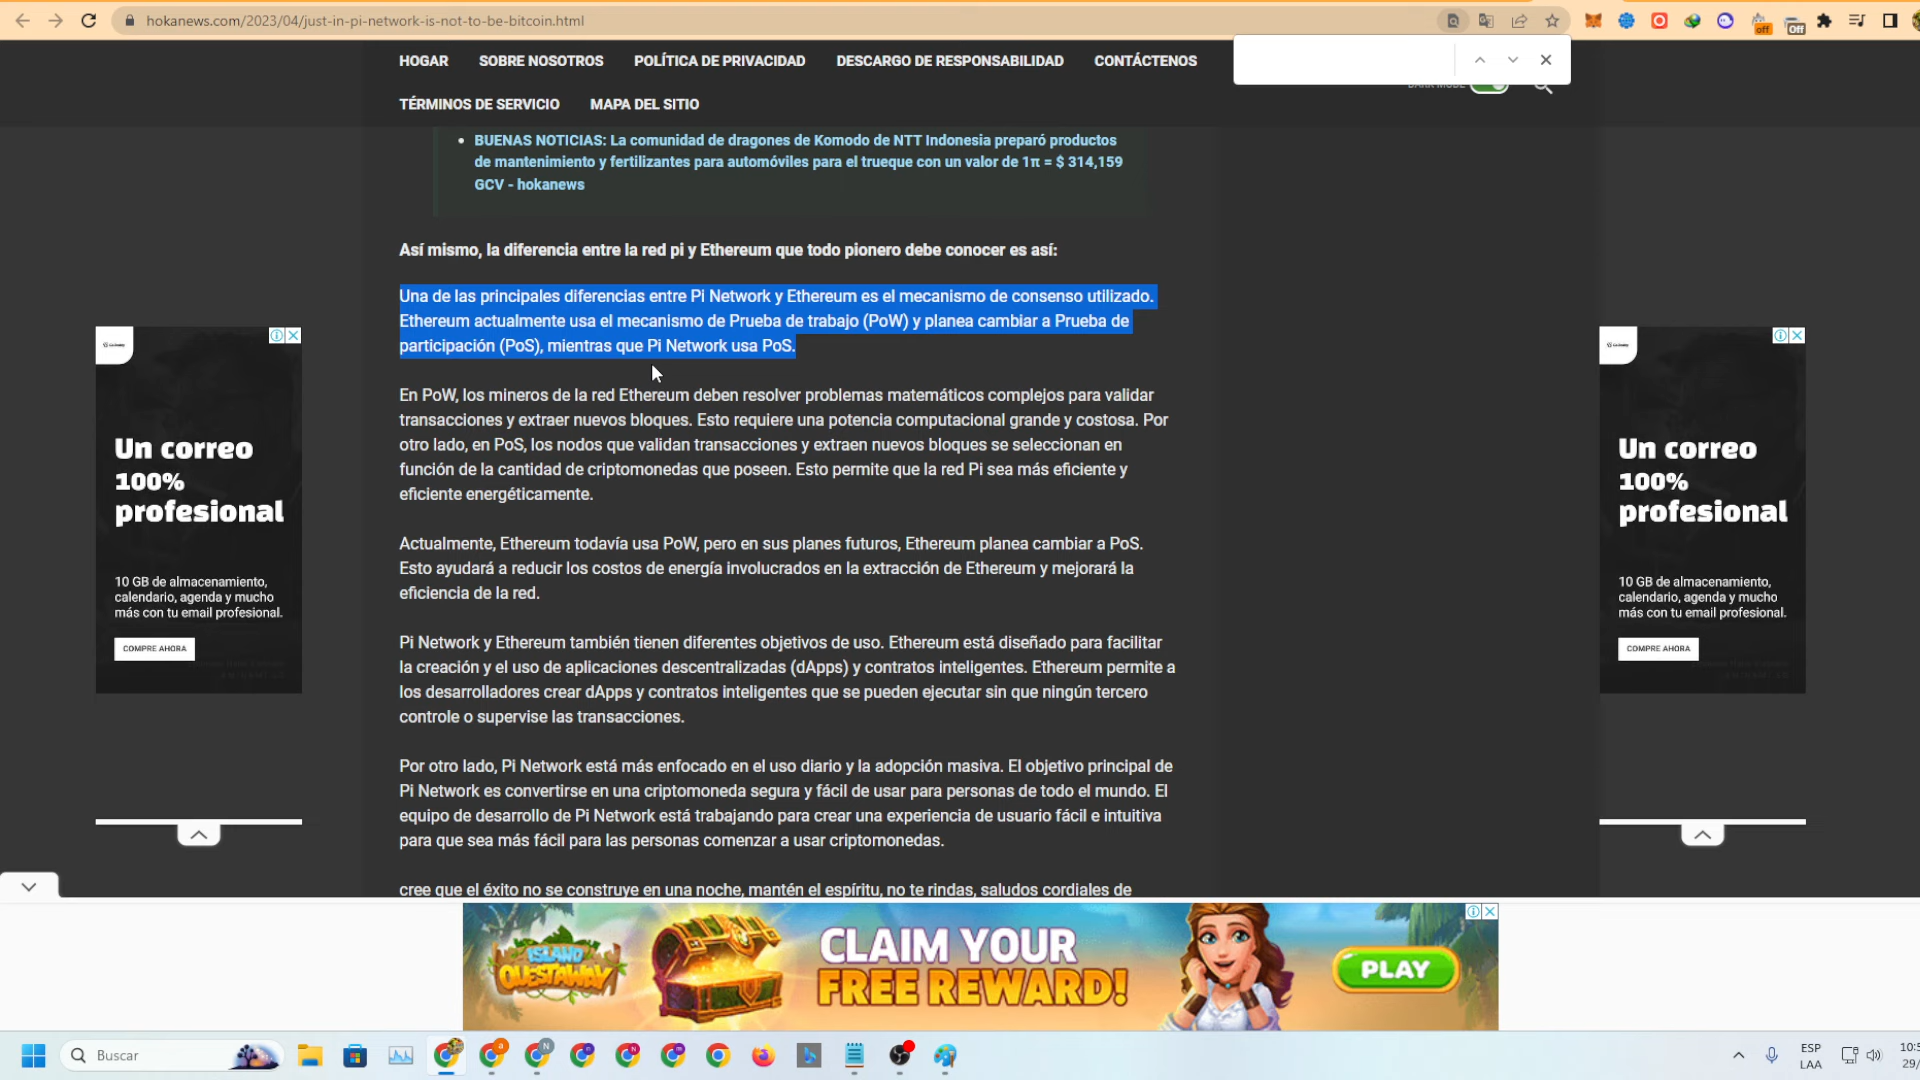 hokanews.com/2023/04/just-in-pi-network-is-not-to-be-bitcoin.html
off
Off
HOGAR SOBRE NOSOTROS POLÍTICA DE PRIVACIDAD DESCARGO DE RESPONSABILIDAD CONTÁCTENOS
DARK MODE
TÉRMINOS DE SERVICIO MAPA DEL SITIO
BUENAS NOTICIAS: La comunidad de dragones de Komodo de NTT Indonesia preparó productos
de mantenimiento y fertilizantes para automóviles para el trueque con un valor de 1π = $ 314,159
GCV - hokanews
Así mismo, la diferencia entre la red pi y Ethereum que todo pionero debe conocer es así:
Una de las principales diferencias entre Pi Network y Ethereum es el mecanismo de consenso utilizado.
Ethereum actualmente usa el mecanismo de Prueba de trabajo (PoW) y planea cambiar a Prueba de
participación (PoS), mientras que Pi Network usa PoS.
En PoW, los mineros de la red Ethereum deben resolver problemas matemáticos complejos para validar
transacciones y extraer nuevos bloques. Esto requiere una potencia computacional grande y costosa. Por
otro lado, en PoS, los nodos que validan transacciones y extraen nuevos bloques se seleccionan en
función de la cantidad de criptomonedas que poseen. Esto permite que la red Pi sea más eficiente y
eficiente energéticamente.
Actualmente, Ethereum todavía usa PoW, pero en sus planes futuros, Ethereum planea cambiar a PoS.
Esto ayudará a reducir los costos de energía involucrados en la extracción de Ethereum y mejorará la
eficiencia de la red.
Pi Network y Ethereum también tienen diferentes objetivos de uso. Ethereum está diseñado para facilitar
la creación y el uso de aplicaciones descentralizadas (dApps) y contratos inteligentes. Ethereum permite a
los desarrolladores crear dApps y contratos inteligentes que se pueden ejecutar sin que ningún tercero
controle o supervise las transacciones.
Por otro lado, Pi Network está más enfocado en el uso diario y la adopción masiva. El objetivo principal de
Pi Network es convertirse en una criptomoneda segura y fácil de usar para personas de todo el mundo. El
equipo de desarrollo de Pi Network está trabajando para crear una experiencia de usuario fácil e intuitiva
para que sea más fácil para las personas comenzar a usar criptomonedas.
cree que el éxito no se construye en una noche, mantén el espíritu, no te rindas, saludos cordiales de
Un correo
100%
profesional
10 GB de almacenamiento,
calendario, agenda y mucho
más con tu email profesional.
COMPRE AHORA
Un correo
100%
profesional
10 GB de almacenamiento,
calendario, agenda y mucho
más con tu email profesional.
COMPRE AHORA
ISLAND
QUESTAWAY
CLAIM YOUR
FREE REWARD!
PLAY
Buscar
ESP
LAA
10:5
29/